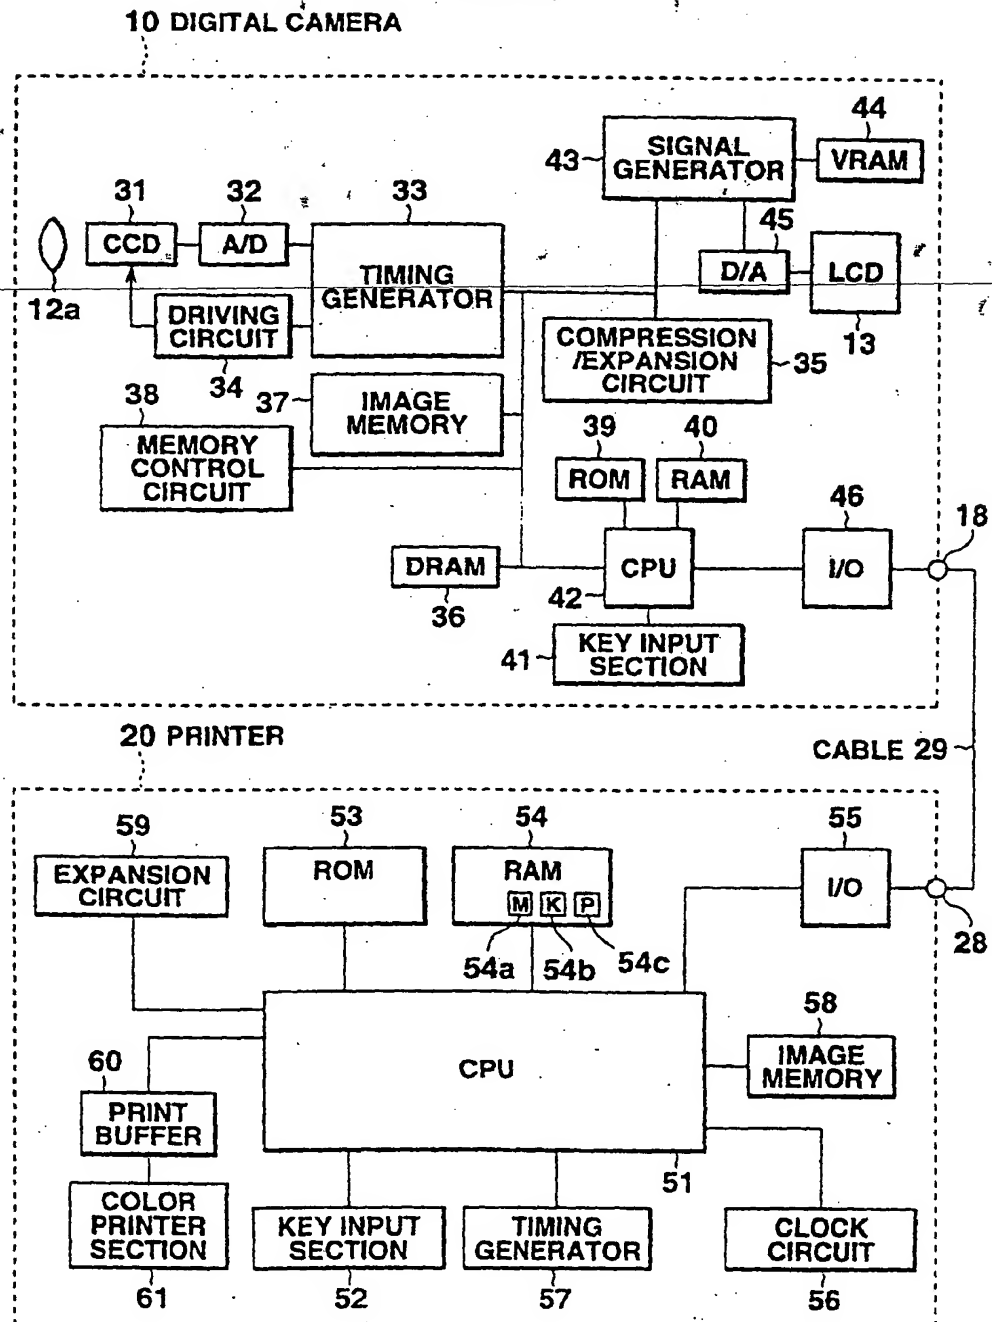 10 DIGITAL CAMERA
44
43
SIGNAL
GENERATOR
VRAM
31
32
33
45
CCD
A/D
TIMING
GENERATOR
D/A
LCD
12a
DRIVING
CIRCUIT
COMPRESSION
/EXPANSION
CIRCUIT
13
35
34
38
37
IMAGE
MEMORY
39
40
MEMORY
CONTROL
CIRCUIT
ROM
RAM
46
18
DRAM
CPU
I/O
36
42
41
KEY INPUT
SECTION
20 PRINTER
CABLE 29
59
53
54
55
EXPANSION
CIRCUIT
ROM
RAM
M K P
I/O
54a
54b
54c
28
58
CPU
IMAGE
MEMORY
60
PRINT
BUFFER
51
COLOR
PRINTER
SECTION
KEY INPUT
SECTION
TIMING
GENERATOR
CLOCK
CIRCUIT
61
52
57
56